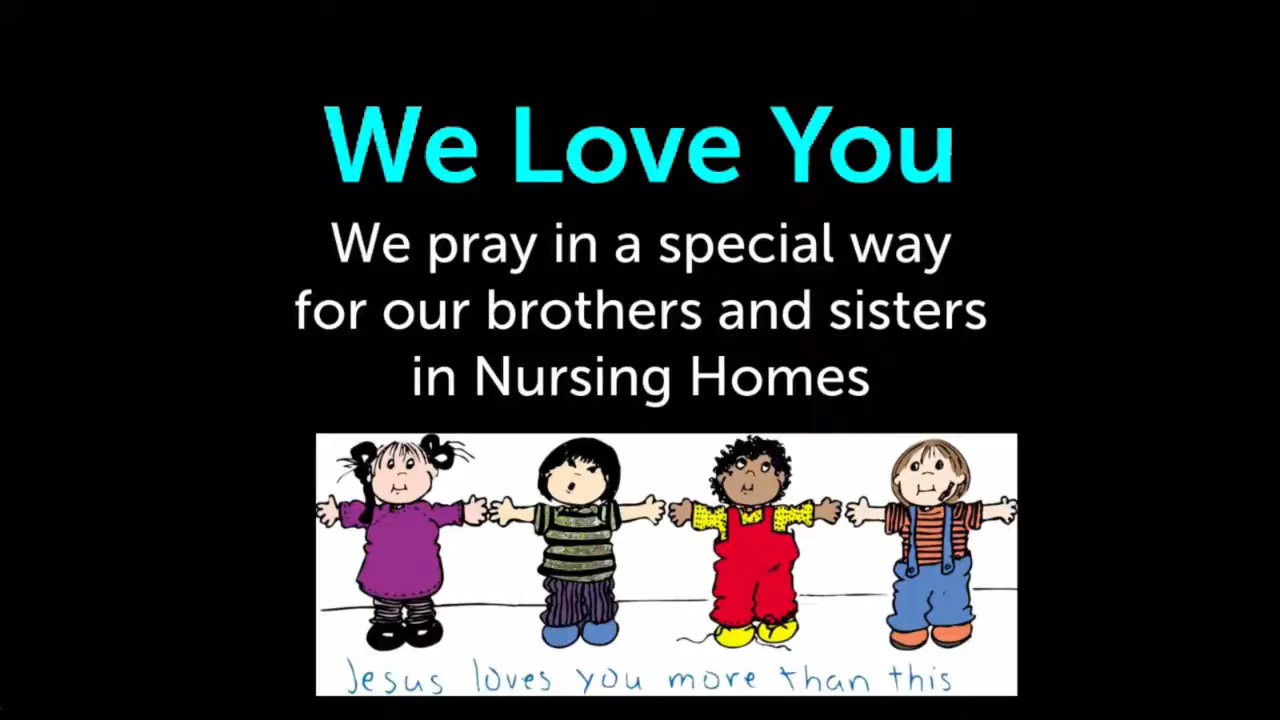 We Love You
We pray in a special way
for our brothers and sisters
in Nursing Homes
Jesus loves you more than this